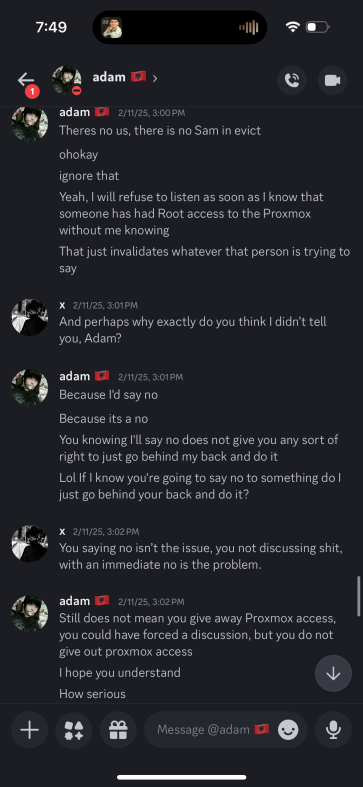 7:49
adam
1
adam 2/11/25, 3:00 PM
Theres no us, there is no Sam in evict
ohokay
ignore that
Yeah, I will refuse to listen as soon as I know that
someone has had Root access to the Proxmox
without me knowing
That just invalidates whatever that person is trying to
say
x 2/11/25, 3:01 PM
And perhaps why exactly do you think I didn't tell
you, Adam?
adam 2/11/25, 3:01 PM
Because I'd say no
Because its a no
You knowing I'll say no does not give you any sort of
right to just go behind my back and do it
Lol If I know you're going to say no to something do I
just go behind your back and do it?
x 2/11/25, 3:02 PM
You saying no isn't the issue, you not discussing shit,
with an immediate no is the problem.
adam 2/11/25, 3:02 PM
Still does not mean you give away Proxmox access,
you could have forced a discussion, but you do not
give out proxmox access
I hope you understand
How serious
Message @adam